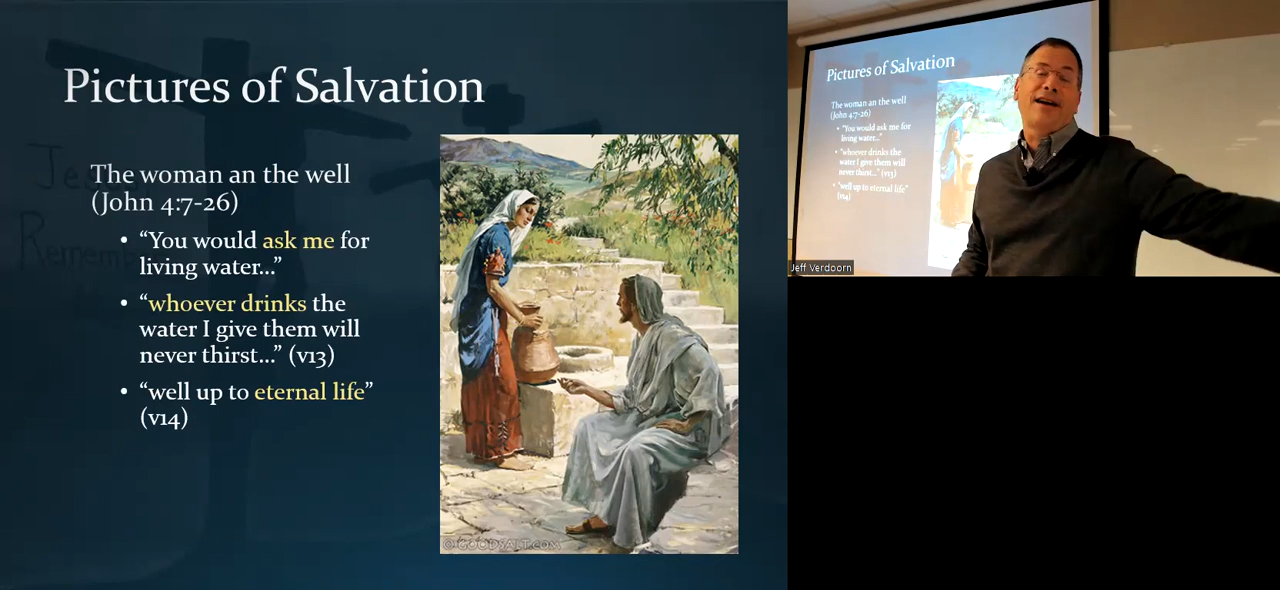 Pictures of Salvation
The woman an the well
(John 4:7-26)
• “You would ask me for
living water...”
• “whoever drinks the
water I give them will
never thirst...” (v13)
• “well up to eternal life”
(v14)
Jesus
Rememb
©GOODSALT.COM
Pictures of Salvation
The woman an the well
(John 4:7-26)
• “You would ask me for
living water...”
• “whoever drinks the
water I give them will
never thirst...” (v13)
• “well up to eternal life”
(v14)
Jeff Verdoorn